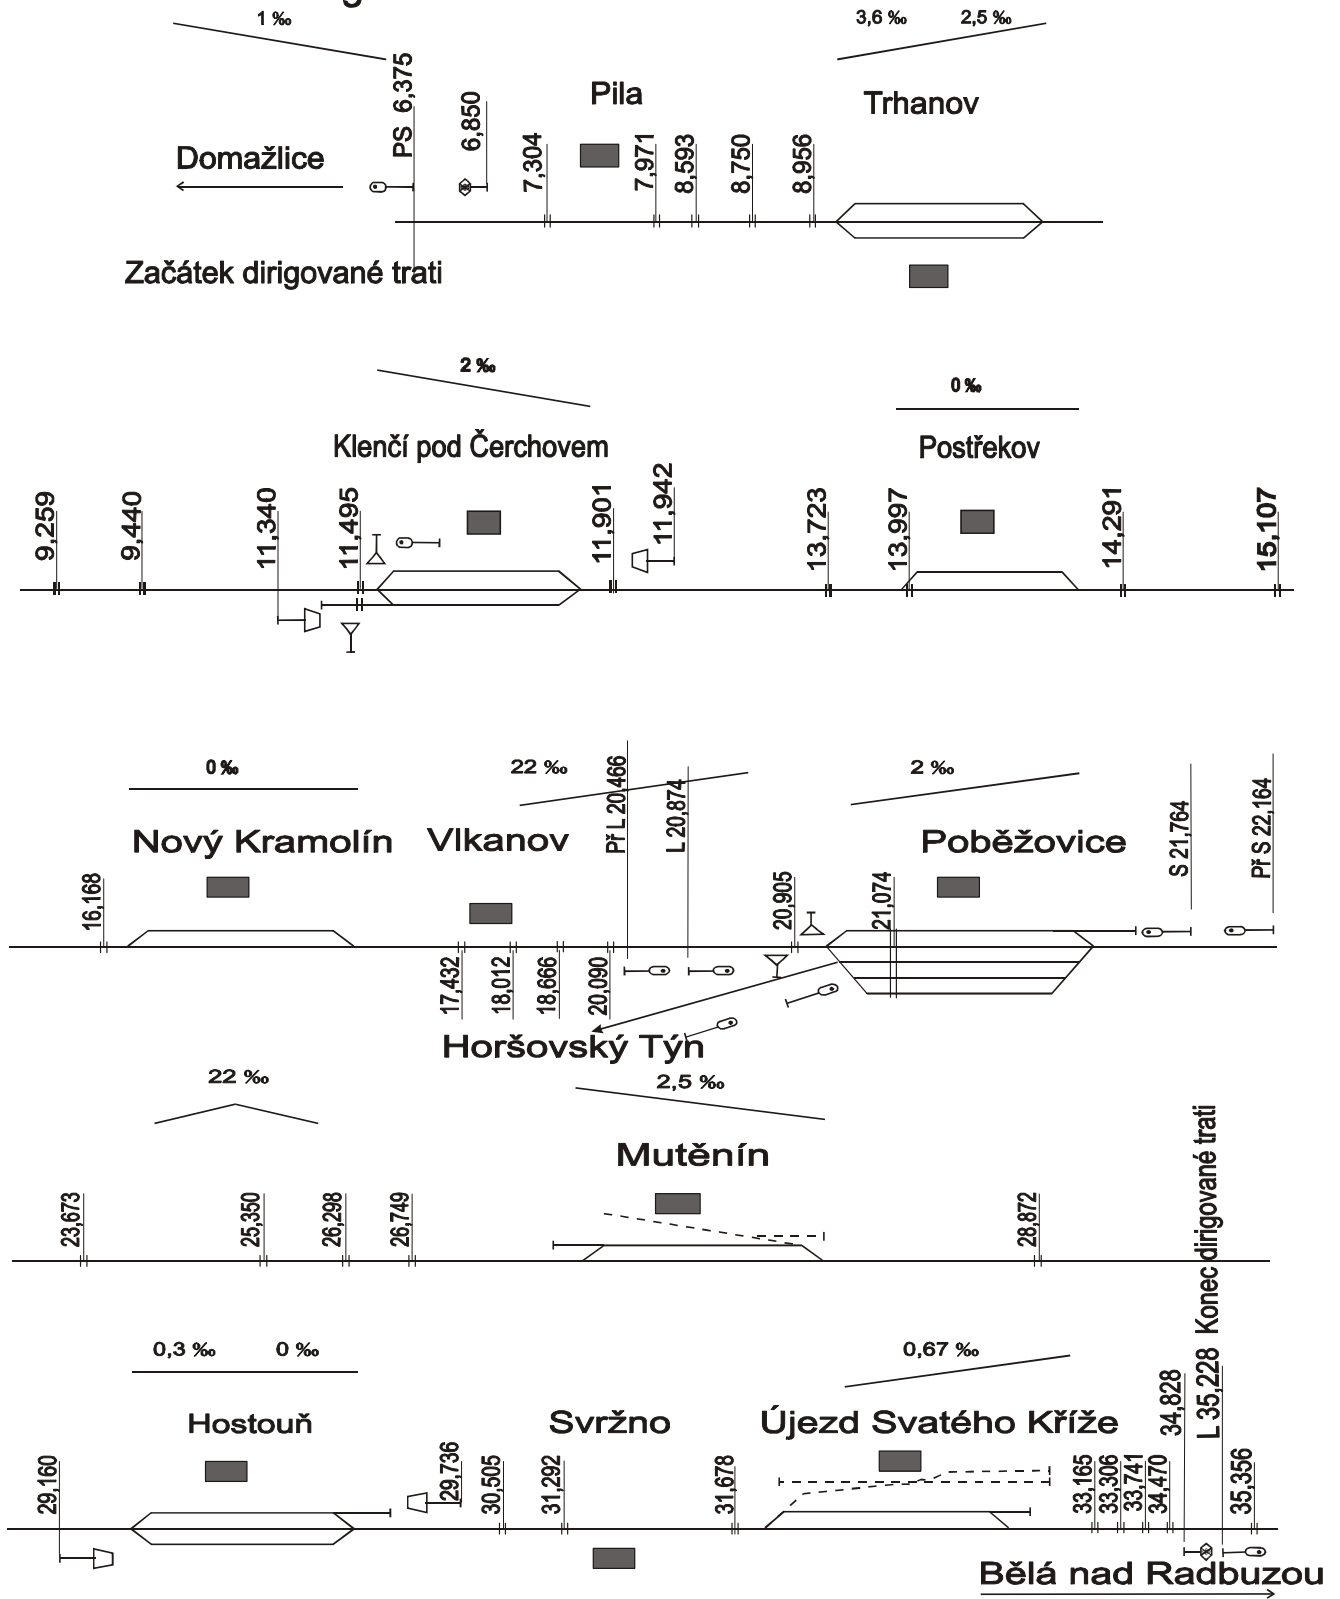 1 ‰
3,6 ‰ 2,5 ‰
PS 6,375
6,850
Pila
Trhanov
Domažlice
7,304
7,971
8,593
8,750
8,956
Začátek dirigované trati
2 ‰
0 ‰
Klenčí pod Čerchovem
Postřekov
9,259
9,440
11,340
11,495
11,901
11,942
13,723
13,997
14,291
15,107
0 ‰
22 ‰
2 ‰
Nový Kramolín
Vlkanov
Př L 20,466
L 20,874
Poběžovice
S 21,764
Př S 22,164
16,168
17,432
18,012
18,666
20,090
20,905
21,074
Horšovský Týn
22 ‰
2,5 ‰
Mutěnín
23,673
25,350
26,298
26,749
28,872
L 35,228 Konec dirigované trati
0,3 ‰ 0 ‰
0,67 ‰
Hostouň
Svržno
Újezd Svatého Kříže
29,160
29,736
30,505
31,292
31,678
33,165
33,306
33,741
34,470
34,828
35,356
Bělá nad Radbuzou